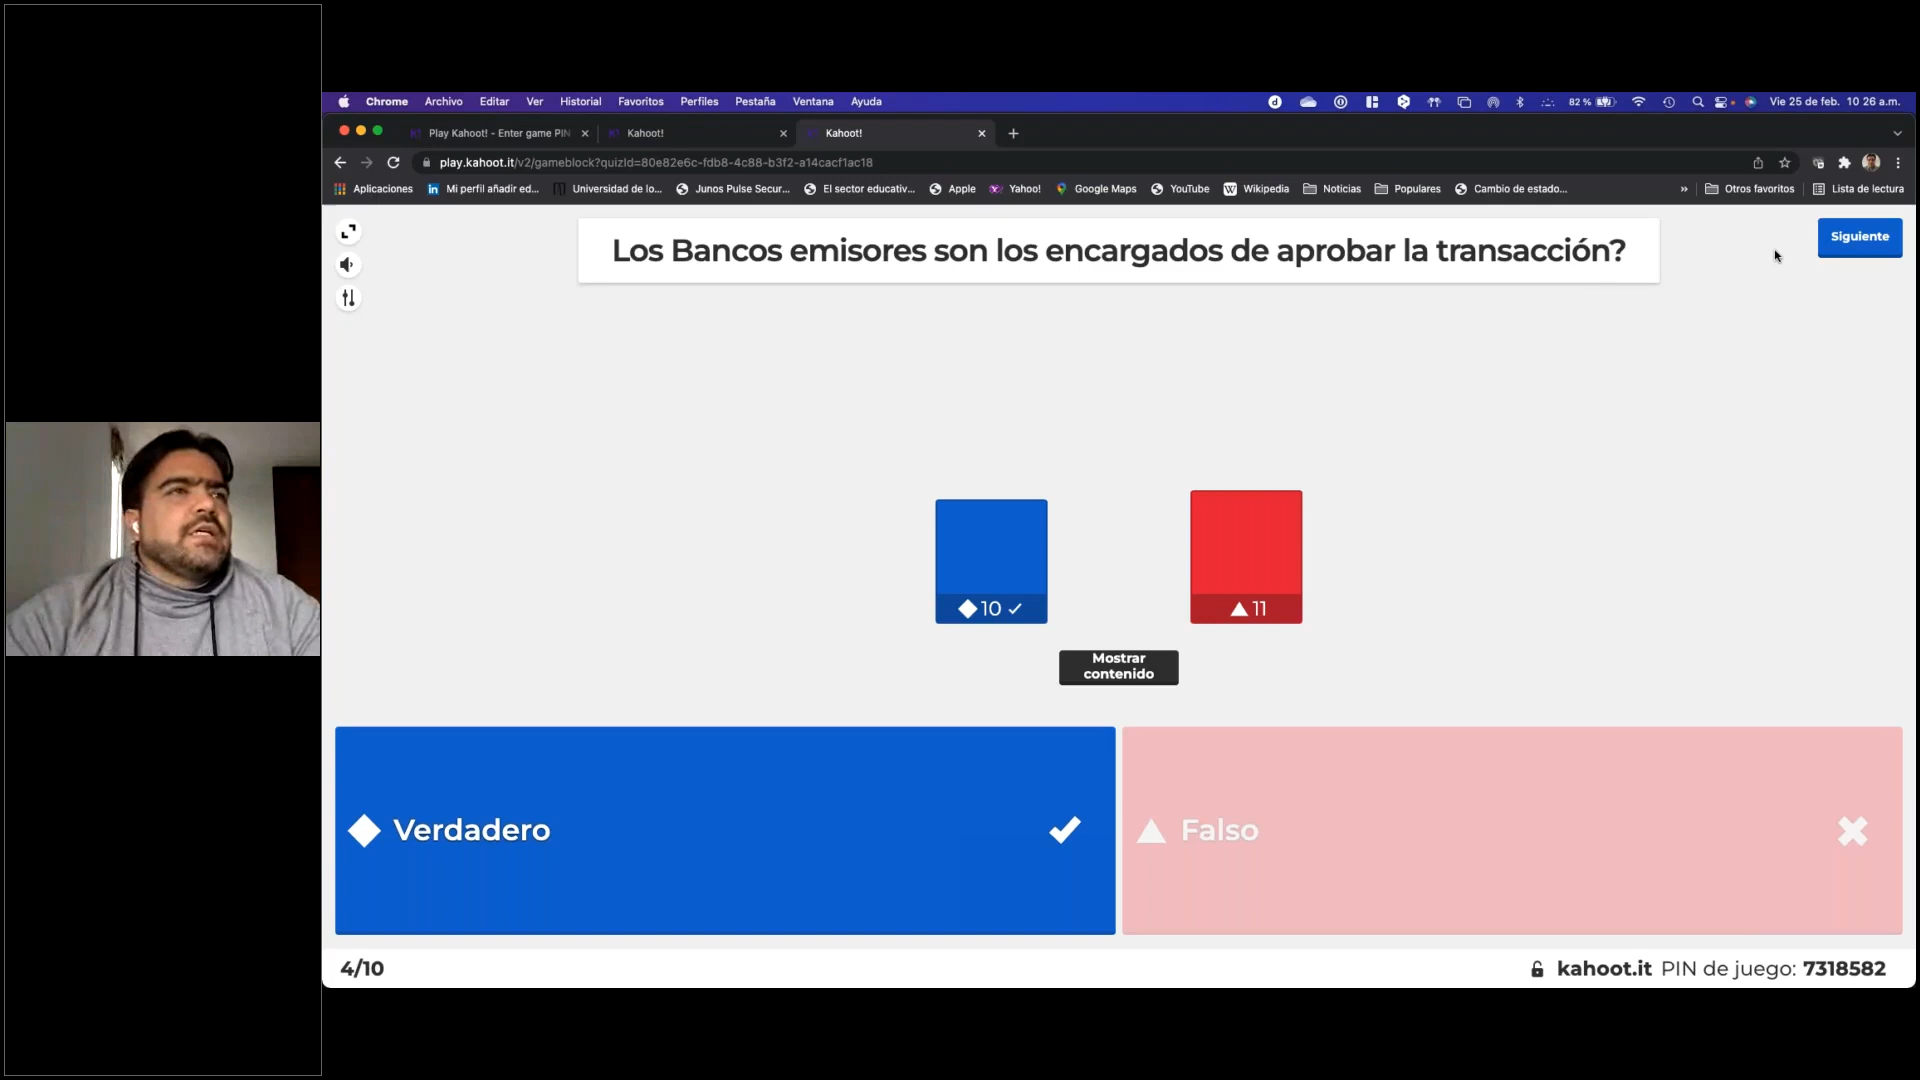 Chrome Archivo Editar Ver Historial Favoritos Perfiles Pestaña Ventana Ayuda 82 % Vie 25 de feb. 10 26 a.m.
Play Kahoot! - Enter game PIN Kahoot! Kahoot!
play.kahoot.it/v2/gameblock?quizId=80e82e6c-fdb8-4c88-b3f2-a14cacf1ac18
Aplicaciones Mi perfil añadir ed... Universidad de lo... Junos Pulse Secur... El sector educativ... Apple Yahoo! Google Maps YouTube Wikipedia Noticias Populares Cambio de estado... » Otros favoritos Lista de lectura
Los Bancos emisores son los encargados de aprobar la transacción?
Siguiente
10
11
Mostrar
contenido
Verdadero
Falso
4/10
kahoot.it PIN de juego: 7318582